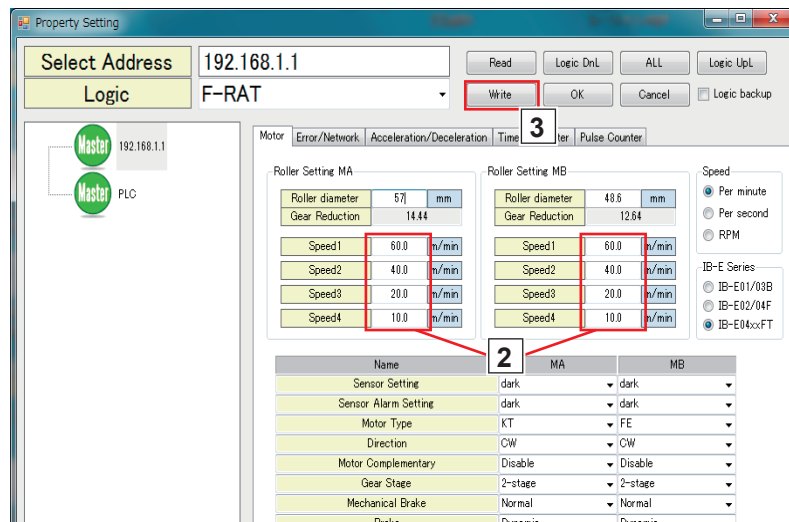 Property Setting
Select Address 192.168.1.1 Read Logic DnL ALL Logic UpL
Logic F-RAT Write OK Cancel Logic backup
3
Master 192.168.1.1
Master PLC
Motor Error/Network Acceleration/Deceleration Pulse Counter
Roller Setting MA Roller Setting MB Speed
Roller diameter 57 mm Roller diameter 48.6 mm Per minute
Gear Reduction 14.44 Gear Reduction 12.64 Per second
RPM
Speed1 60.0 m/min Speed1 60.0 m/min
Speed2 40.0 m/min Speed2 40.0 m/min IB-E Series
Speed3 20.0 m/min Speed3 20.0 m/min IB-E01/03B
IB-E02/04F
Speed4 10.0 m/min Speed4 10.0 m/min IB-E04xxFT
2
Name MA MB
Sensor Setting dark dark
Sensor Alarm Setting dark dark
Motor Type KT FE
Direction CW CW
Motor Complementary Disable Disable
Gear Stage 2-stage 2-stage
Mechanical Brake Normal Normal
Brake Dynamic Dynamic